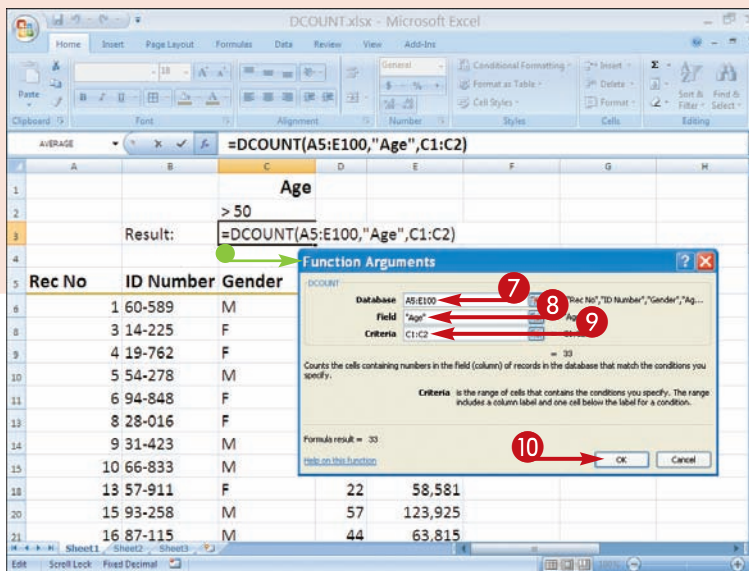 DCOUNT.xlsx - Microsoft Excel
Home Insert Page Layout Formulas Data Review View Add-Ins
Paste
18
General
Conditional Formatting
Format as Table
Cell Styles
Insert
Delete
Format
Sort & Filter
Find & Select
Clipboard Font Alignment Number Styles Cells Editing
AVERAGE =DCOUNT(A5:E100,"Age",C1:C2)
A B C D E F G H
1 Age
2 > 50
3 Result: =DCOUNT(A5:E100,"Age",C1:C2)
4
5 Rec No ID Number Gender
6 1 60-589 M
8 3 14-225 F
9 4 19-762 F
10 5 54-278 M
11 6 94-848 F
13 8 28-016 F
14 9 31-423 M
15 10 66-833 M
18 13 57-911 F 22 58,581
20 15 93-258 M 57 123,925
21 16 87-115 M 44 63,815
Function Arguments
DCOUNT
Database A5:E100 "Rec No","ID Number","Gender","Ag...
7
Field "Age"
8
Criteria C1:C2
9
= 33
Counts the cells containing numbers in the field (column) of records in the database that match the conditions you specify.
Criteria is the range of cells that contains the conditions you specify. The range includes a column label and one cell below the label for a condition.
Formula result = 33
Help on this function
10
OK Cancel
Sheet1 Sheet2 Sheet3
Edit Scroll Lock Fixed Decimal 100%